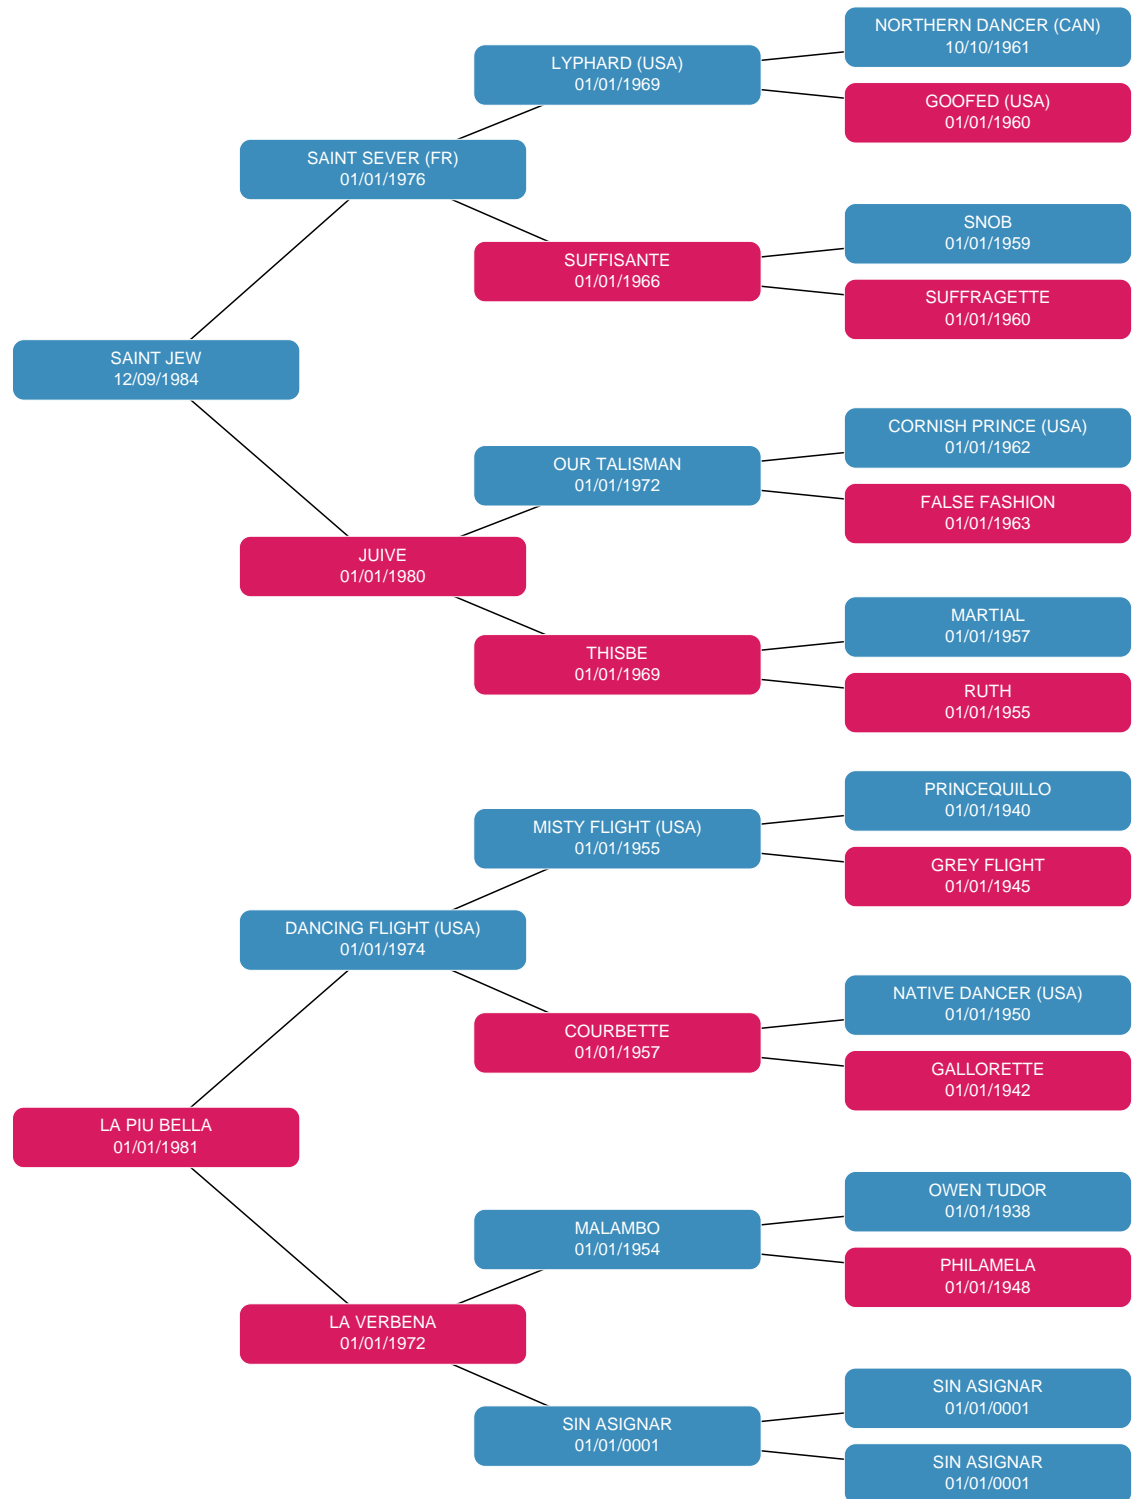 NORTHERN DANCER (CAN)
10/10/1961
LYPHARD (USA)
01/01/1969
GOOFED (USA)
01/01/1960
SAINT SEVER (FR)
01/01/1976
SNOB
01/01/1959
SUFFISANTE
01/01/1966
SUFFRAGETTE
01/01/1960
SAINT JEW
12/09/1984
CORNISH PRINCE (USA)
01/01/1962
OUR TALISMAN
01/01/1972
FALSE FASHION
01/01/1963
JUIVE
01/01/1980
MARTIAL
01/01/1957
THISBE
01/01/1969
RUTH
01/01/1955
PRINCEQUILLO
01/01/1940
MISTY FLIGHT (USA)
01/01/1955
GREY FLIGHT
01/01/1945
DANCING FLIGHT (USA)
01/01/1974
NATIVE DANCER (USA)
01/01/1950
COURBETTE
01/01/1957
GALLORETTE
01/01/1942
LA PIU BELLA
01/01/1981
OWEN TUDOR
01/01/1938
MALAMBO
01/01/1954
PHILAMELA
01/01/1948
LA VERBENA
01/01/1972
SIN ASIGNAR
01/01/0001
SIN ASIGNAR
01/01/0001
SIN ASIGNAR
01/01/0001